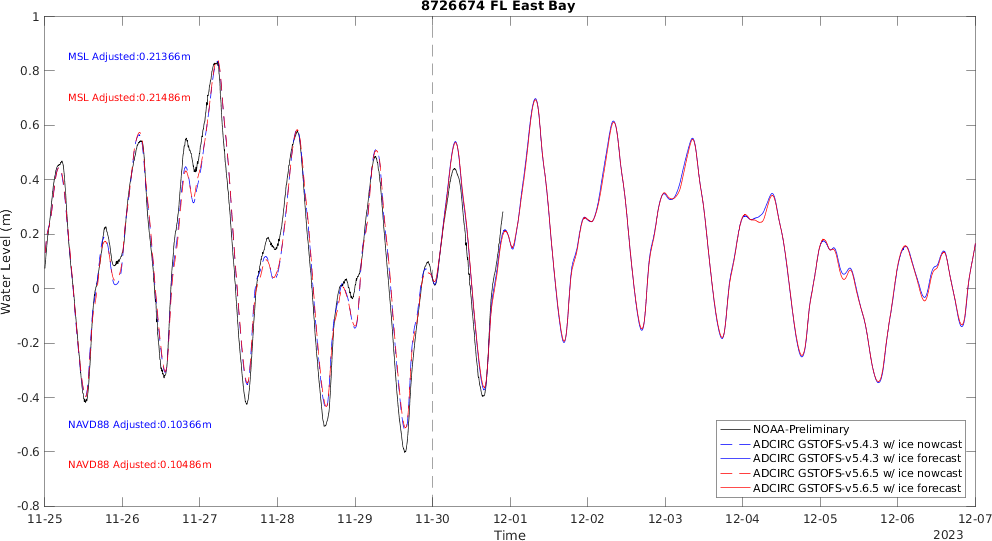 8726674 FL East Bay
1
0.8
0.6
0.4
0.2
0
-0.2
-0.4
-0.6
-0.8
Water Level (m)
MSL Adjusted:0.21366m
MSL Adjusted:0.21486m
NAVD88 Adjusted:0.10366m
NAVD88 Adjusted:0.10486m
NOAA-Preliminary
ADCIRC GSTOFS-v5.4.3 w/ ice nowcast
ADCIRC GSTOFS-v5.4.3 w/ ice forecast
ADCIRC GSTOFS-v5.6.5 w/ ice nowcast
ADCIRC GSTOFS-v5.6.5 w/ ice forecast
11-25 11-26 11-27 11-28 11-29 11-30 12-01 12-02 12-03 12-04 12-05 12-06 12-07
Time
2023